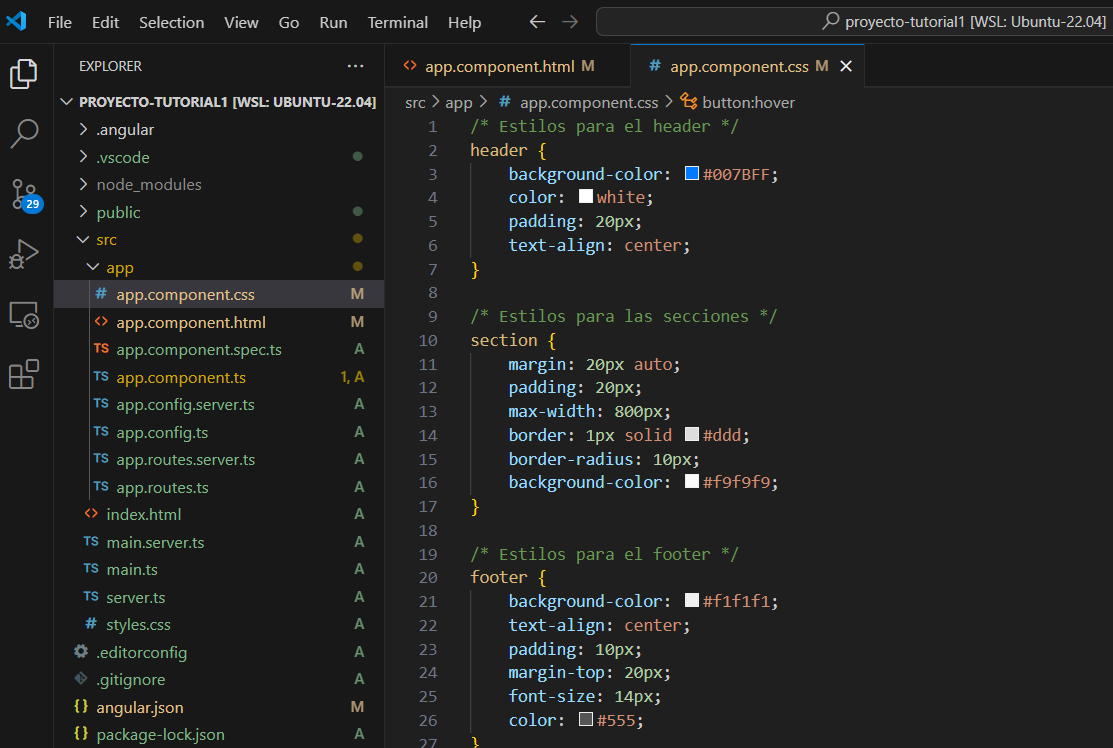 File Edit Selection View Go Run Terminal Help
proyecto-tutorial1 [WSL: Ubuntu-22.04]
EXPLORER
PROYECTO-TUTORIAL1 [WSL: UBUNTU-22.04]
.angular
.vscode
node_modules
public
src
app
# app.component.css M
<> app.component.html M
TS app.component.spec.ts A
TS app.component.ts 1, A
TS app.config.server.ts A
TS app.config.ts A
TS app.routes.server.ts A
TS app.routes.ts A
<> index.html A
TS main.server.ts A
TS main.ts A
TS server.ts A
# styles.css A
.editorconfig A
.gitignore A
{} angular.json M
{} package-lock.json A
29
<> app.component.html M
# app.component.css M
src > app > # app.component.css > button:hover
1 /* Estilos para el header */
2 header {
3 background-color: #007BFF;
4 color: white;
5 padding: 20px;
6 text-align: center;
7 }
8
9 /* Estilos para las secciones */
10 section {
11 margin: 20px auto;
12 padding: 20px;
13 max-width: 800px;
14 border: 1px solid #ddd;
15 border-radius: 10px;
16 background-color: #f9f9f9;
17 }
18
19 /* Estilos para el footer */
20 footer {
21 background-color: #f1f1f1;
22 text-align: center;
23 padding: 10px;
24 margin-top: 20px;
25 font-size: 14px;
26 color: #555;
27 }